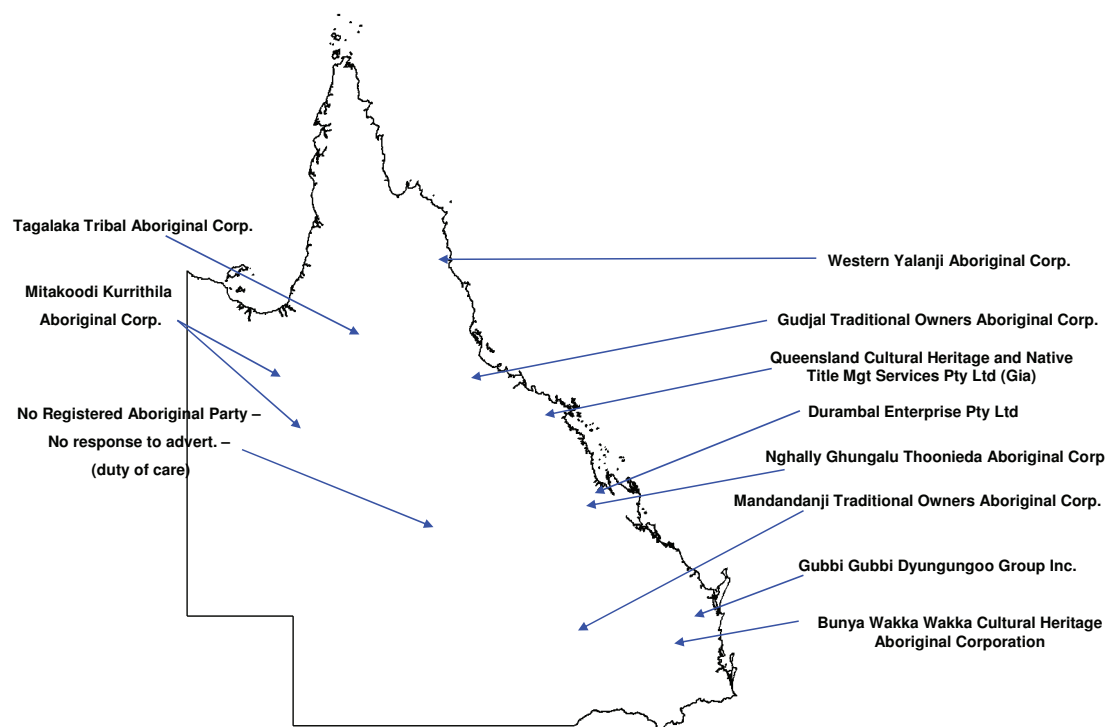 Tagalaka Tribal Aboriginal Corp.
Mitakoodi Kurrithila
Aboriginal Corp.
No Registered Aboriginal Party –
No response to advert. –
(duty of care)
Western Yalanji Aboriginal Corp.
Gudjal Traditional Owners Aboriginal Corp.
Queensland Cultural Heritage and Native
Title Mgt Services Pty Ltd (Gia)
Durambal Enterprise Pty Ltd
Nghally Ghungalu Thoonieda Aboriginal Corp
Mandandanji Traditional Owners Aboriginal Corp.
Gubbi Gubbi Dyungungoo Group Inc.
Bunya Wakka Wakka Cultural Heritage
Aboriginal Corporation